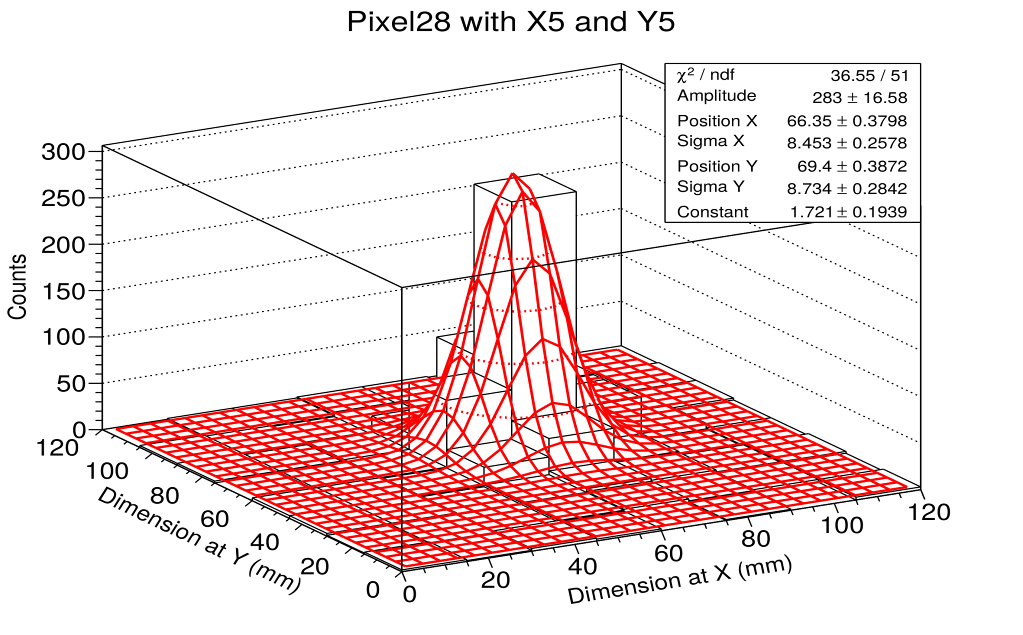 Pixel28 with X5 and Y5
χ² / ndf 36.55 / 51
Amplitude 283 ± 16.58
Position X 66.35 ± 0.3798
Sigma X 8.453 ± 0.2578
Position Y 69.4 ± 0.3872
Sigma Y 8.734 ± 0.2842
Constant 1.721 ± 0.1939
Counts
300
250
200
150
100
50
0
120
100
80
60
40
20
0
Dimension at Y (mm)
0
20
40
60
80
100
120
Dimension at X (mm)